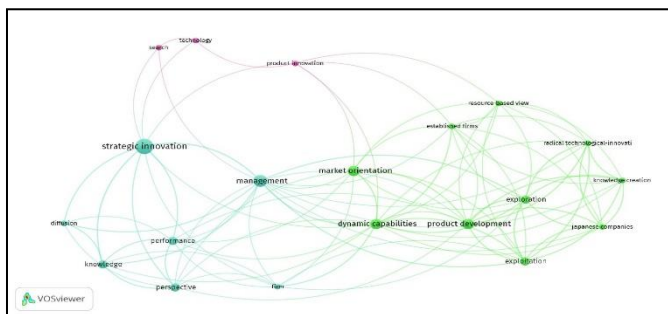 technology
search
product innovation
resource based view
established firms
strategic innovation
radical technological-innovati
market orientation
management
knowledge creation
exploration
diffusion
dynamic capabilities
product development
japanese companies
performance
knowledge
exploitation
perspective
firm
VOSviewer